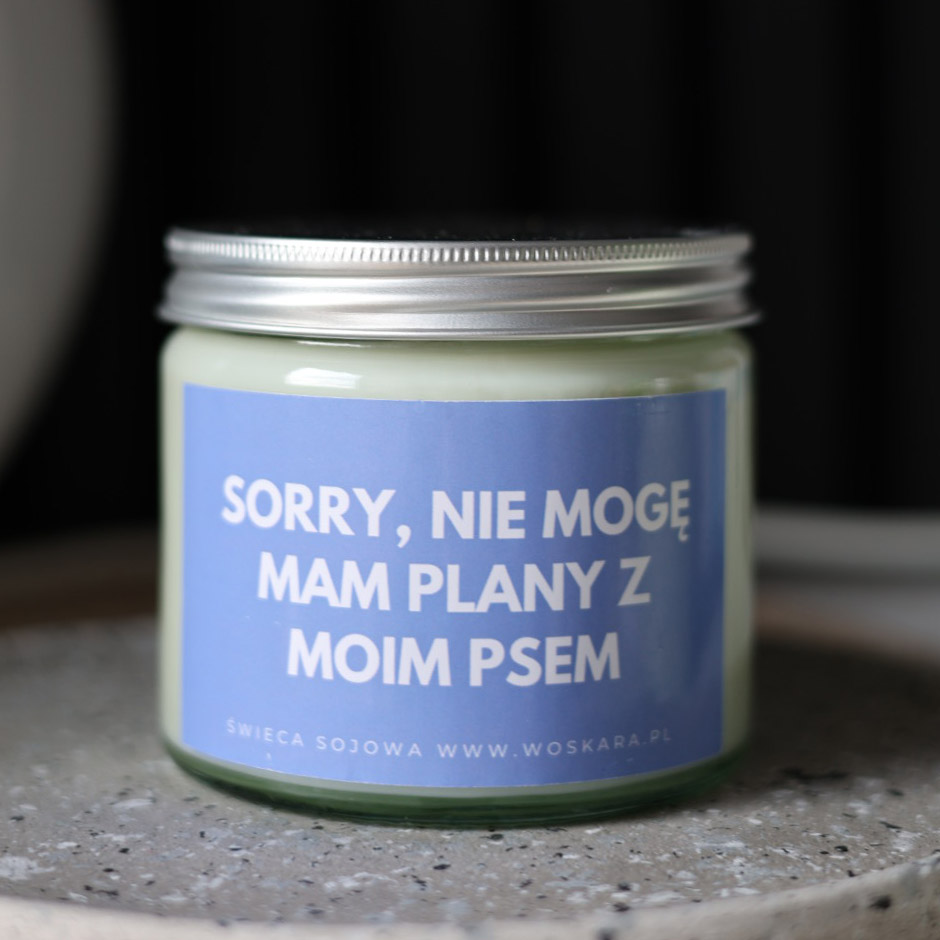 SORRY, NIE MOGĘ
MAM PLANY Z
MOIM PSEM
ŚWIECA SOJOWA WWW.WOSKARA.PL